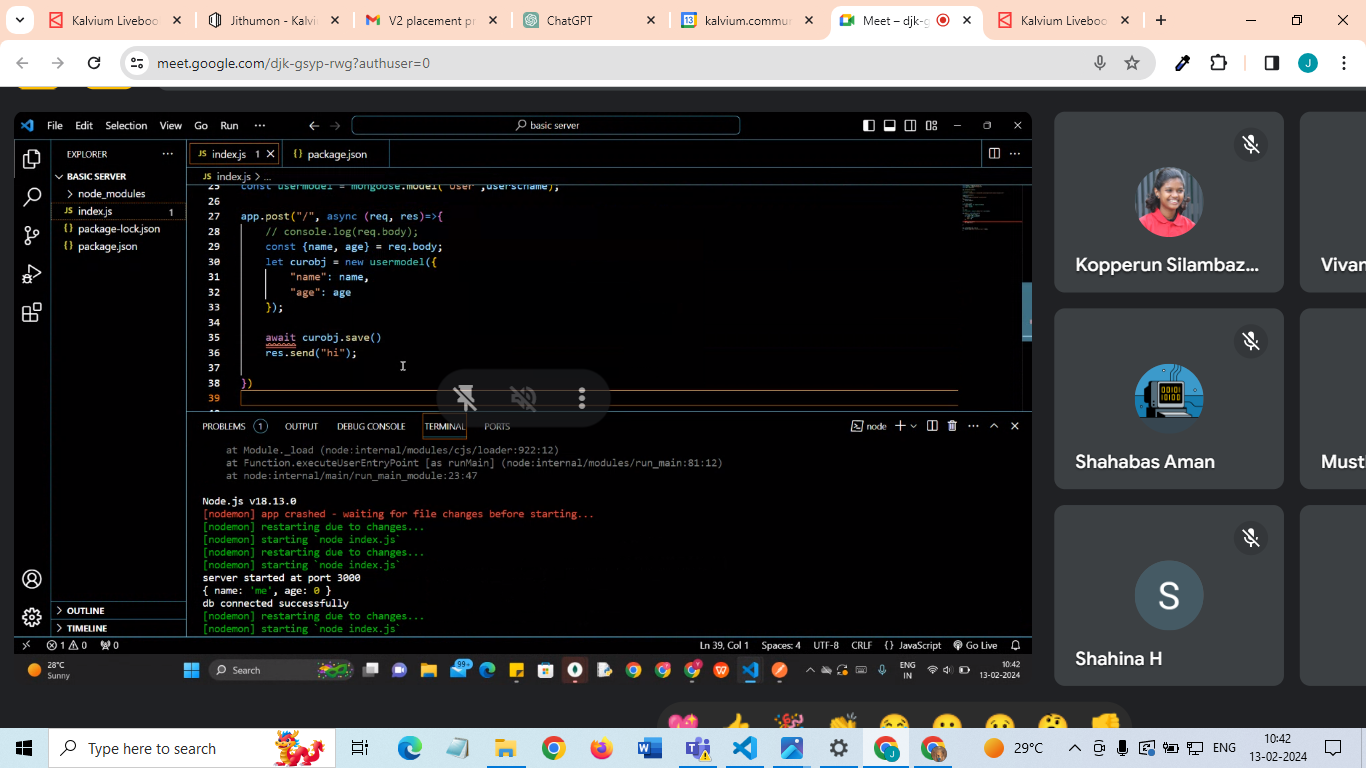 Kalvium Liveboo
Jithumon - Kalvi
V2 placement pr
ChatGPT
kalvium.commun
Meet – djk-g
Kalvium Liveboo
meet.google.com/djk-gsyp-rwg?authuser=0
J
File Edit Selection View Go Run ···
basic server
EXPLORER
BASIC SERVER
node_modules
JS index.js 1
{} package-lock.json
{} package.json
OUTLINE
TIMELINE
JS index.js 1
{} package.json
JS index.js > ...
25 const usermodel = mongoose.model("User",userschame);
26
27 app.post("/", async (req, res)=>{
28 // console.log(req.body);
29 const {name, age} = req.body;
30 let curobj = new usermodel({
31 "name": name,
32 "age": age
33 });
34
35 await curobj.save()
36 res.send("hi");
37
38 })
39
PROBLEMS 1 OUTPUT DEBUG CONSOLE TERMINAL PORTS
node
at Module._load (node:internal/modules/cjs/loader:922:12)
at Function.executeUserEntryPoint [as runMain] (node:internal/modules/run_main:81:12)
at node:internal/main/run_main_module:23:47
Node.js v18.13.0
[nodemon] app crashed - waiting for file changes before starting...
[nodemon] restarting due to changes...
[nodemon] starting `node index.js`
[nodemon] restarting due to changes...
[nodemon] starting `node index.js`
server started at port 3000
{ name: 'me', age: 0 }
db connected successfully
[nodemon] restarting due to changes...
[nodemon] starting `node index.js`
1 0 0
Ln 39, Col 1 Spaces: 4 UTF-8 CRLF {} JavaScript Go Live
28°C
Sunny
Search
99+
ENG
IN
10:42
13-02-2024
Kopperun Silambaz...
Vivan
Shahabas Aman
Must
S
Shahina H
Type here to search
29°C
ENG
10:42
13-02-2024